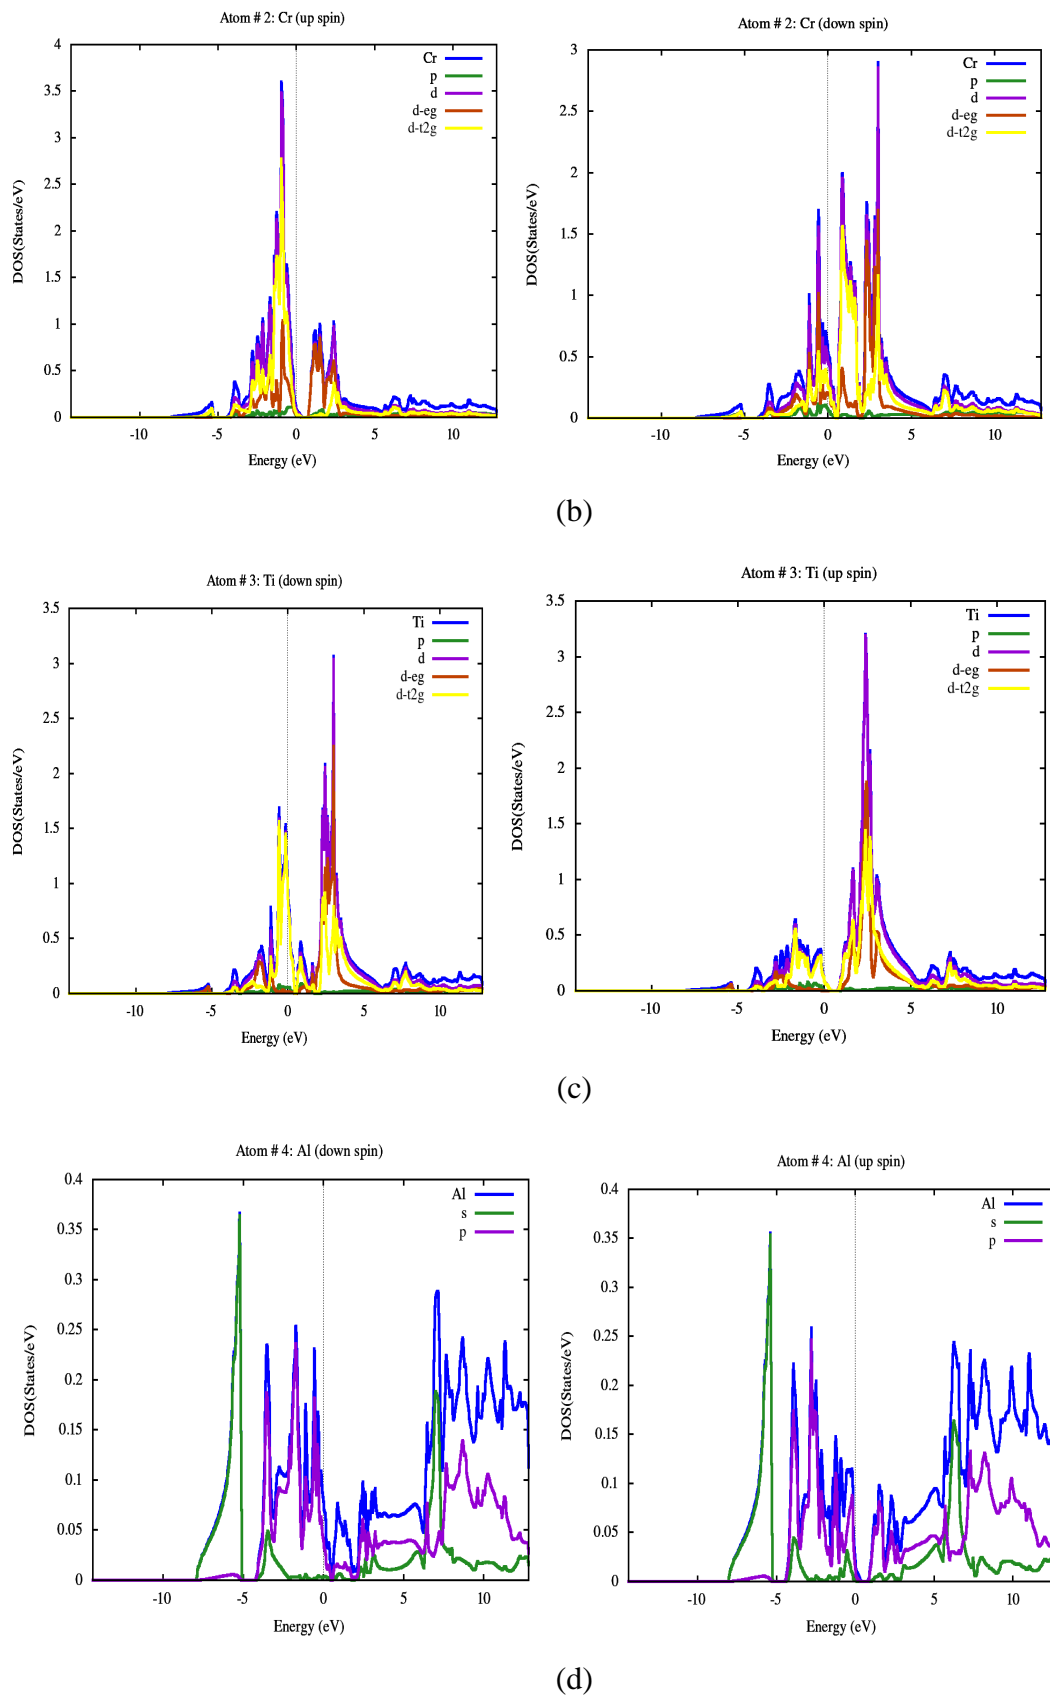 Atom # 2: Cr (up spin)
DOS(States/eV)
4
3.5
3
2.5
2
1.5
1
0.5
0
Cr
p
d
d-eg
d-t2g
-10 -5 0 5 10
Energy (eV)
Atom # 2: Cr (down spin)
DOS(States/eV)
3
2.5
2
1.5
1
0.5
0
Cr
p
d
d-eg
d-t2g
-10 -5 0 5 10
Energy (eV)
(b)
Atom # 3: Ti (down spin)
DOS(States/eV)
3.5
3
2.5
2
1.5
1
0.5
0
Ti
p
d
d-eg
d-t2g
-10 -5 0 5 10
Energy (eV)
Atom # 3: Ti (up spin)
DOS(States/eV)
3.5
3
2.5
2
1.5
1
0.5
0
Ti
p
d
d-eg
d-t2g
-10 -5 0 5 10
Energy (eV)
(c)
Atom # 4: Al (down spin)
DOS(States/eV)
0.4
0.35
0.3
0.25
0.2
0.15
0.1
0.05
0
Al
s
p
-10 -5 0 5 10
Energy (eV)
Atom # 4: Al (up spin)
DOS(States/eV)
0.4
0.35
0.3
0.25
0.2
0.15
0.1
0.05
0
Al
s
p
-10 -5 0 5 10
Energy (eV)
(d)